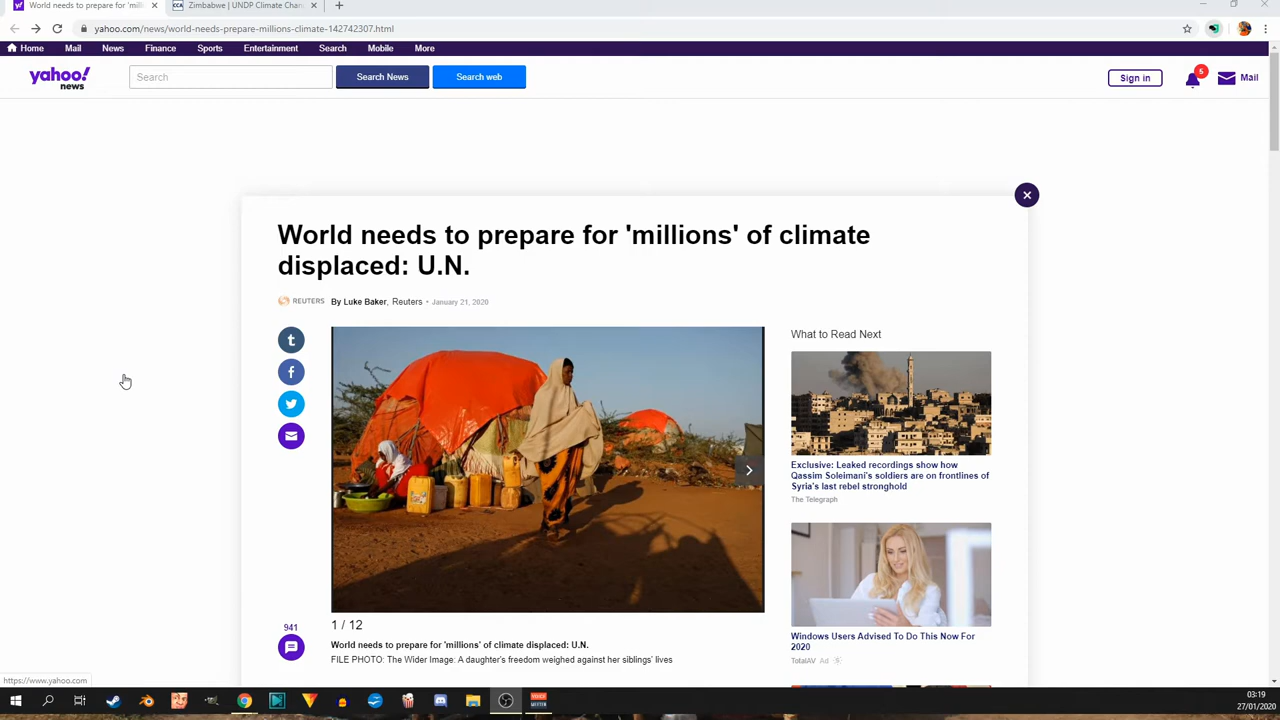 World needs to prepare for 'mill
Zimbabwe | UNDP Climate Chan
yahoo.com/news/world-needs-prepare-millions-climate-142742307.html
Home Mail News Finance Sports Entertainment Search Mobile More
yahoo!
news
Search
Search News
Search web
Sign in
5
Mail
World needs to prepare for 'millions' of climate
displaced: U.N.
REUTERS By Luke Baker, Reuters • January 21, 2020
What to Read Next
Exclusive: Leaked recordings show how
Qassim Soleimani's soldiers are on frontlines of
Syria's last rebel stronghold
The Telegraph
941
1 / 12
World needs to prepare for 'millions' of climate displaced: U.N.
FILE PHOTO: The Wider Image: A daughter's freedom weighed against her siblings' lives
Windows Users Advised To Do This Now For
2020
TotalAV Ad
https://www.yahoo.com
03:19
27/01/2020